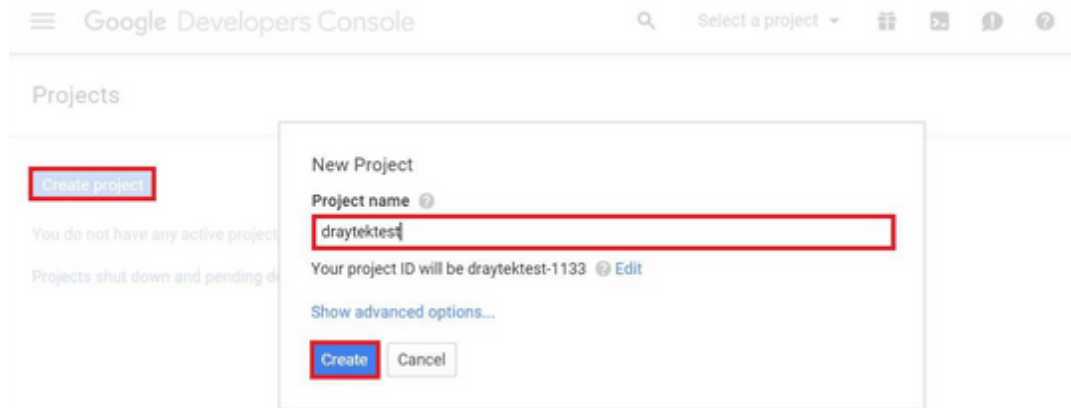 Google Developers Console
Select a project
Projects
Create project
You do not have any active project
Projects shut down and pending de
New Project
Project name
draytektest
Your project ID will be draytektest-1133 Edit
Show advanced options...
Create Cancel